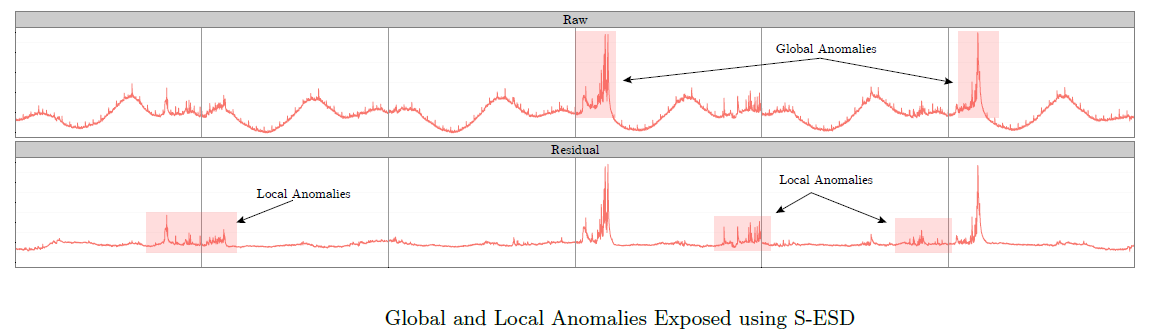 Raw
Global Anomalies
Residual
Local Anomalies
Local Anomalies
Global and Local Anomalies Exposed using S-ESD